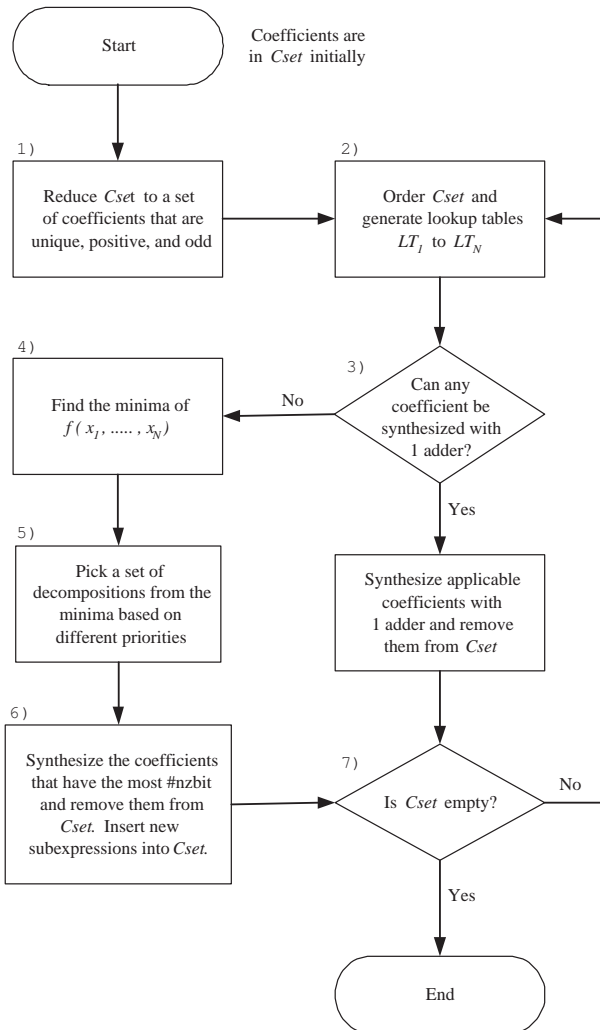 Start
Coefficients are
in Cset initially
1)
Reduce Cset to a set
of coefficients that are
unique, positive, and odd
2)
Order Cset and
generate lookup tables
LT_I to LT_N
3)
Can any
coefficient be
synthesized with
1 adder?
No
Yes
4)
Find the minima of
f ( x_I , ..... , x_N )
5)
Pick a set of
decompositions from the
minima based on
different priorities
Synthesize applicable
coefficients with
1 adder and remove
them from Cset
6)
Synthesize the coefficients
that have the most #nzbit
and remove them from
Cset. Insert new
subexpressions into Cset.
7)
Is Cset empty?
No
Yes
End